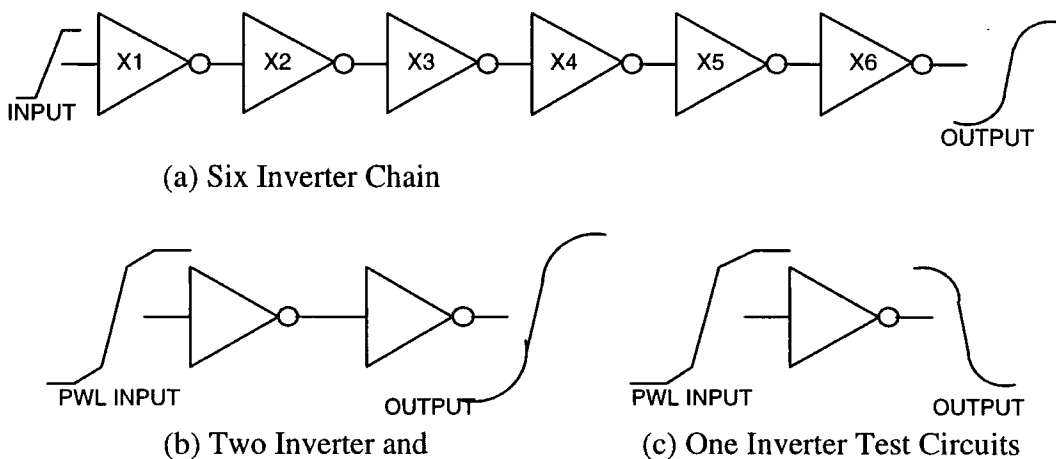 X1 X2 X3 X4 X5 X6
INPUT
OUTPUT
(a) Six Inverter Chain
PWL INPUT
OUTPUT
PWL INPUT
OUTPUT
(b) Two Inverter and
(c) One Inverter Test Circuits